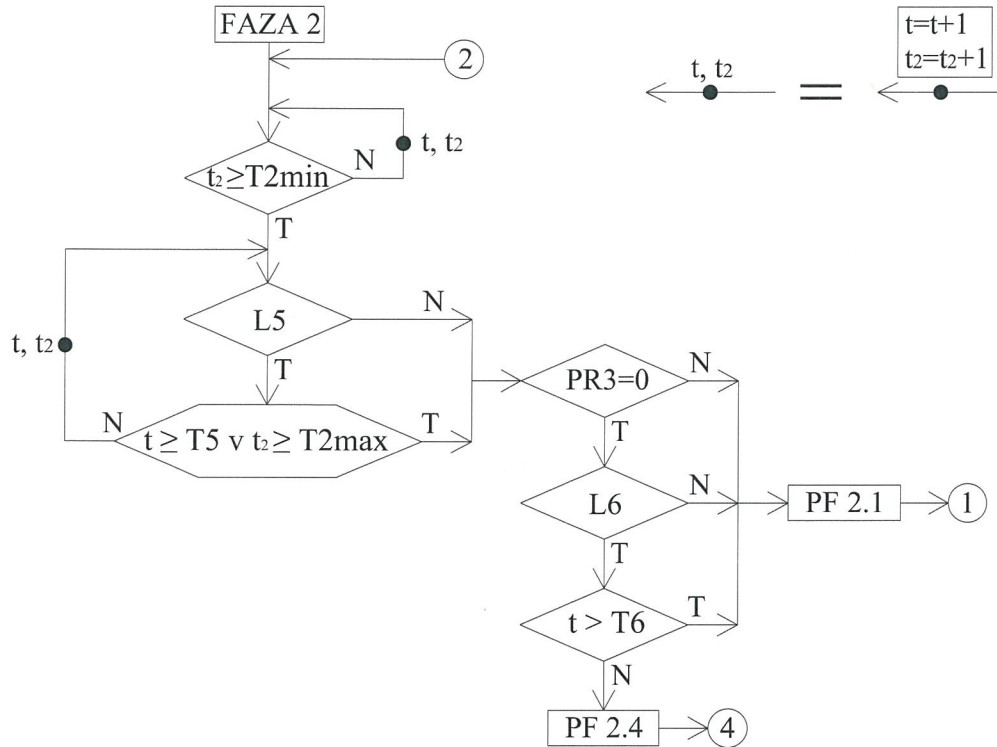 FAZA 2
2
t, t₂
t=t+1
t₂=t₂+1
t, t₂
N
t₂≥T2min
T
L5
N
t, t₂
T
PR3=0
N
N
t ≥ T5 v t₂ ≥ T2max
T
T
L6
N
PF 2.1
1
T
t > T6
T
N
PF 2.4
4